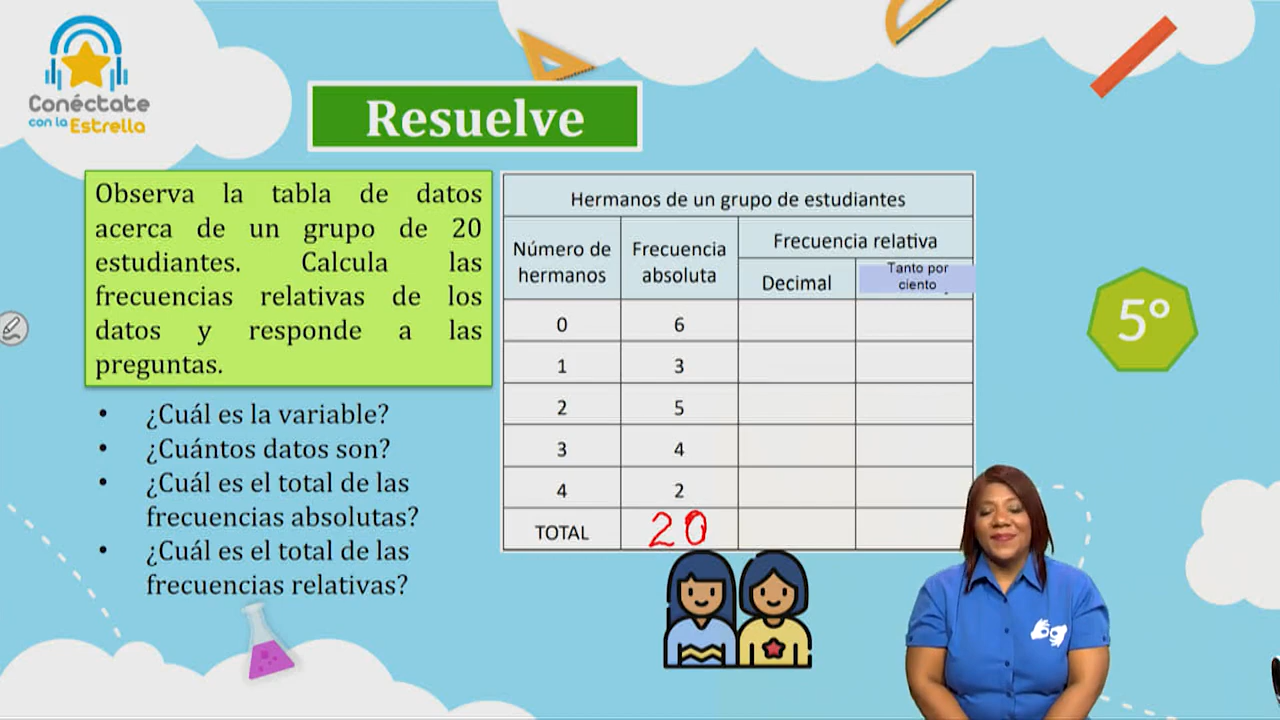 Conéctate
con la Estrella
Resuelve
Observa la tabla de datos
acerca de un grupo de 20
estudiantes. Calcula las
frecuencias relativas de los
datos y responde a las
preguntas.
• ¿Cuál es la variable?
• ¿Cuántos datos son?
• ¿Cuál es el total de las
frecuencias absolutas?
• ¿Cuál es el total de las
frecuencias relativas?
Hermanos de un grupo de estudiantes
Número de hermanos
Frecuencia absoluta
Frecuencia relativa
Decimal
Tanto por ciento
0 6
1 3
2 5
3 4
4 2
TOTAL 20
5º